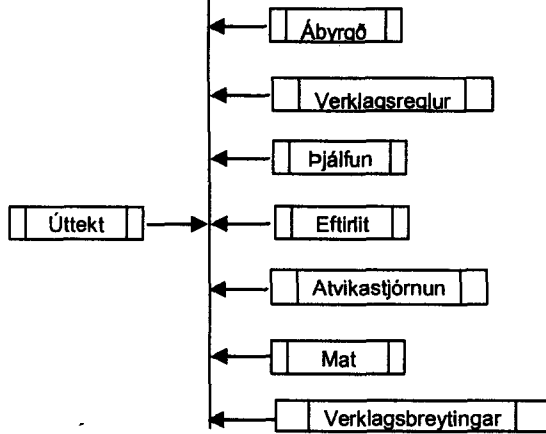 Ábyrgð
Verklagsreglur
Þjálfun
Úttekt
Eftirlit
Atvikastjórnun
Mat
Verklagsbreytingar